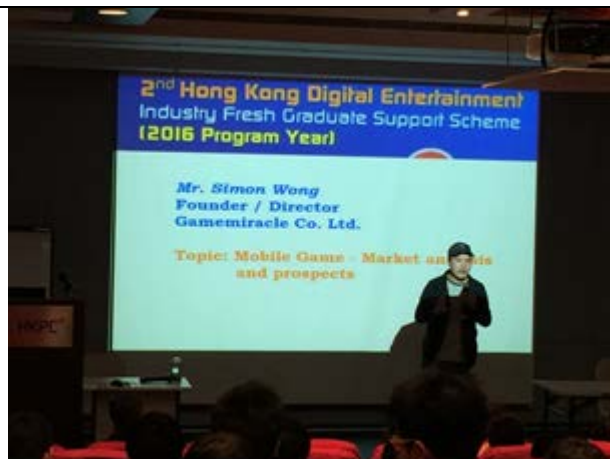 2nd Hong Kong Digital Entertainment
Industry Fresh Graduate Support Scheme
(2016 Program Year)
Mr. Simon Wong
Founder / Director
Gamemiracle Co. Ltd.
Topic: Mobile Game - Market
and prospects
HKPC